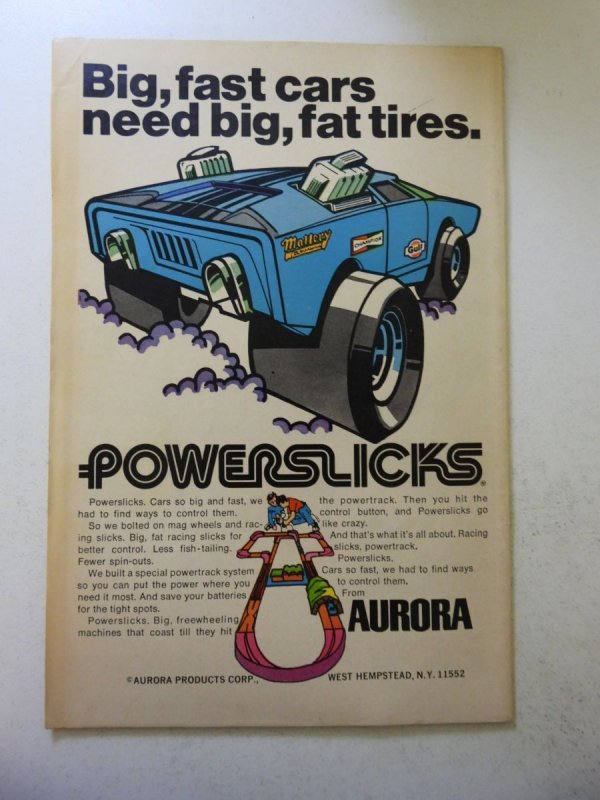 Big, fast cars
need big, fat tires.
Mallory
CHAMPION
Gulf
POWERSLICKS®
Powerslicks. Cars so big and fast, we
had to find ways to control them.
So we bolted on mag wheels and rac-
ing slicks. Big, fat racing slicks for
better control. Less fish-tailing.
Fewer spin-outs.
We built a special powertrack system
so you can put the power where you
need it most. And save your batteries
for the tight spots.
Powerslicks. Big, freewheeling
machines that coast till they hit
the powertrack. Then you hit the
control button, and Powerslicks go
like crazy.
And that's what it's all about. Racing
slicks, powertrack.
Powerslicks.
Cars so fast, we had to find ways
to control them,
From
AURORA
©AURORA PRODUCTS CORP., WEST HEMPSTEAD, N.Y. 11552